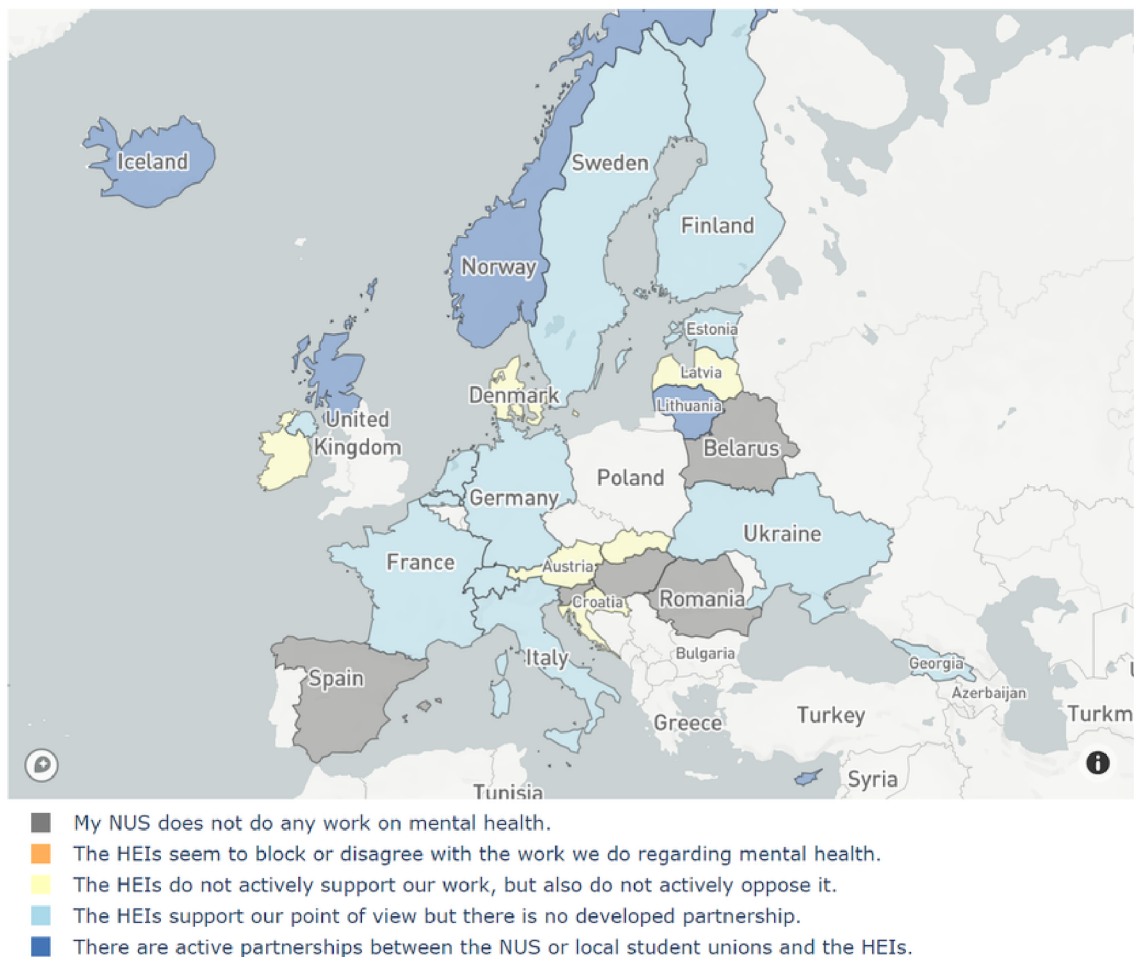 Iceland
Sweden
Finland
Norway
Estonia
Latvia
Denmark
Lithuania
United
Kingdom
Belarus
Poland
Germany
Ukraine
France
Austria
Croatia
Romania
Italy
Bulgaria
Spain
Georgia
Azerbaijan
Greece
Turkey
Turkm
Syria
Tunisia
My NUS does not do any work on mental health.
The HEIs seem to block or disagree with the work we do regarding mental health.
The HEIs do not actively support our work, but also do not actively oppose it.
The HEIs support our point of view but there is no developed partnership.
There are active partnerships between the NUS or local student unions and the HEIs.